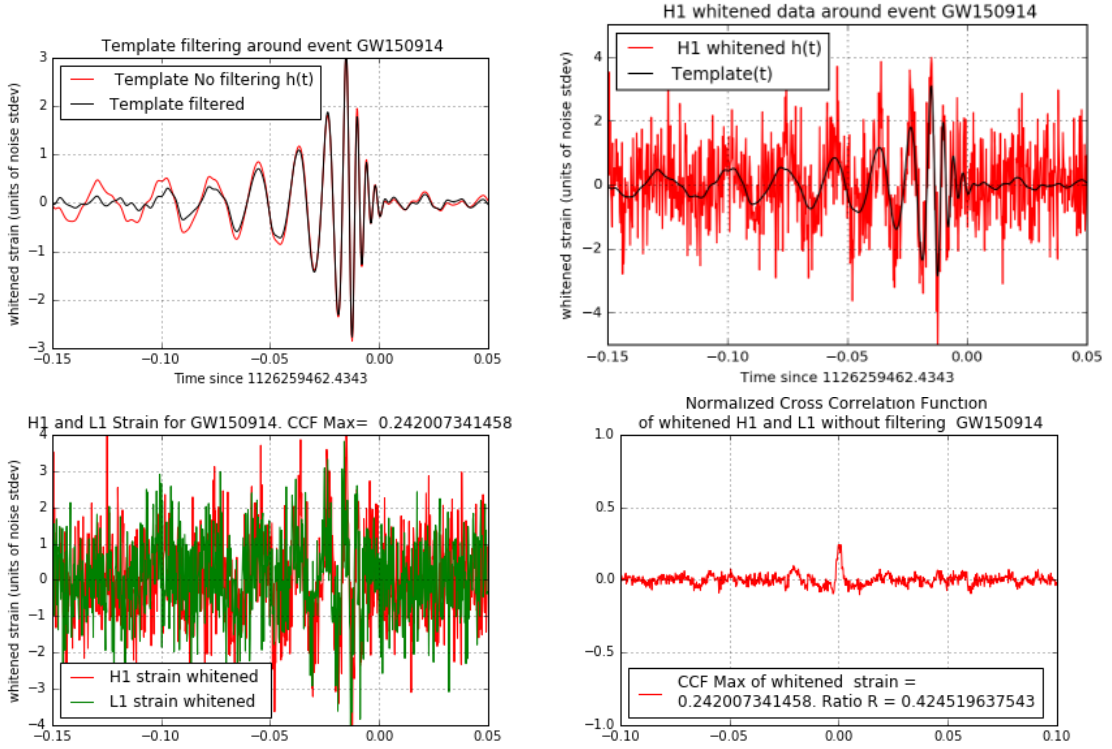 Template filtering around event GW150914
Template No filtering h(t)
Template filtered
whitened strain (units of noise stdev)
3
2
1
0
−1
−2
−3
−0.15
−0.10
−0.05
0.00
0.05
Time since 1126259462.4343
H1 whitened data around event GW150914
H1 whitened h(t)
Template(t)
whitened strain (units of noise stdev)
4
2
0
−2
−4
−0.15
−0.10
−0.05
0.00
0.05
Time since 1126259462.4343
H1 and L1 Strain for GW150914. CCF Max= 0.242007341458
whitened strain (units of noise stdev)
4
3
2
1
0
−1
−2
−3
−4
H1 strain whitened
L1 strain whitened
−0.15
−0.10
−0.05
0.00
0.05
Normalized Cross Correlation Function
of whitened H1 and L1 without filtering GW150914
1.0
0.5
0.0
−0.5
−1.0
CCF Max of whitened strain =
0.242007341458. Ratio R = 0.424519637543
−0.10
−0.05
0.00
0.05
0.10